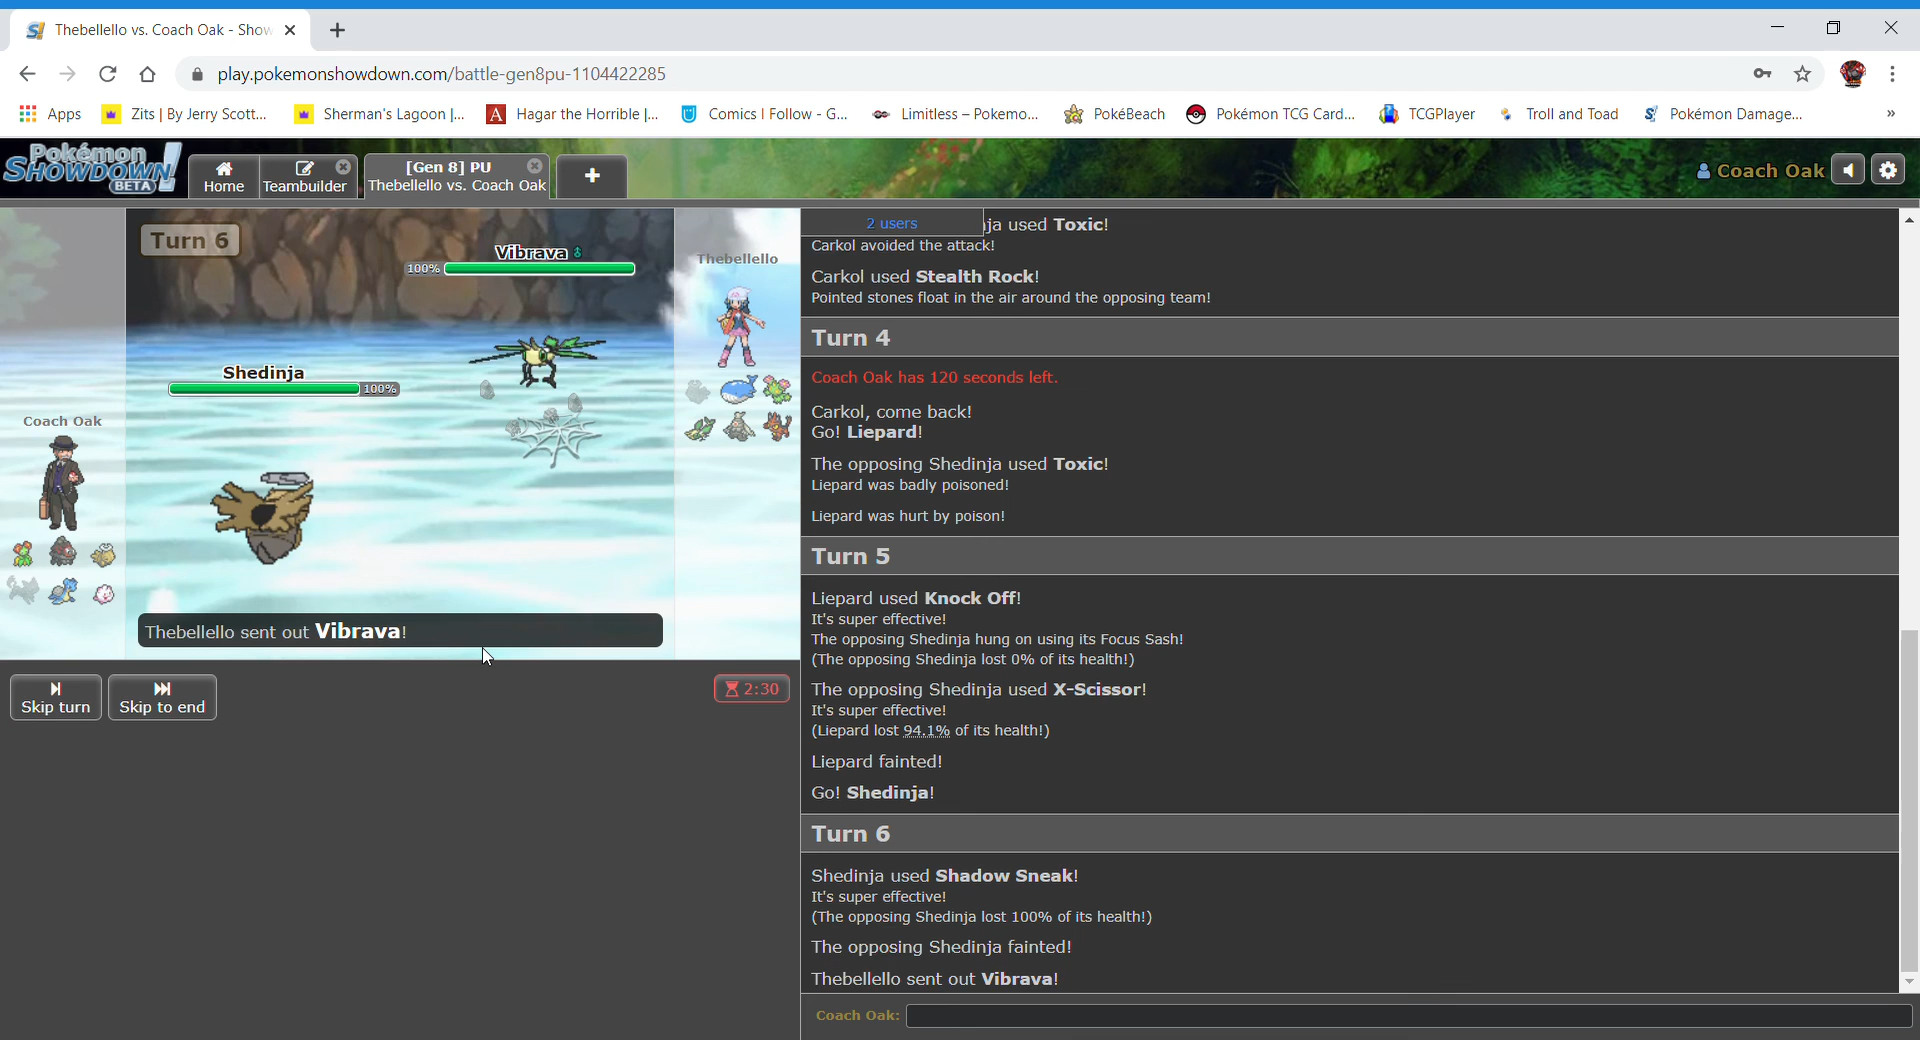 Thebellello vs. Coach Oak - Show
play.pokemonshowdown.com/battle-gen8pu-1104422285
Apps
Zits | By Jerry Scott...
Sherman's Lagoon |...
Hagar the Horrible |...
Comics I Follow - G...
Limitless – Pokemo...
PokéBeach
Pokémon TCG Card...
TCGPlayer
Troll and Toad
Pokémon Damage...
»
Pokémon
SHOWDOWN!
BETA
Home
Teambuilder
[Gen 8] PU
Thebellello vs. Coach Oak
Coach Oak
Turn 6
Vibrava
100%
Shedinja
100%
Coach Oak
Thebellello
Thebellello sent out Vibrava!
Skip turn
Skip to end
2:30
2 users
ja used Toxic!
Carkol avoided the attack!
Carkol used Stealth Rock!
Pointed stones float in the air around the opposing team!
Turn 4
Coach Oak has 120 seconds left.
Carkol, come back!
Go! Liepard!
The opposing Shedinja used Toxic!
Liepard was badly poisoned!
Liepard was hurt by poison!
Turn 5
Liepard used Knock Off!
It's super effective!
The opposing Shedinja hung on using its Focus Sash!
(The opposing Shedinja lost 0% of its health!)
The opposing Shedinja used X-Scissor!
It's super effective!
(Liepard lost 94.1% of its health!)
Liepard fainted!
Go! Shedinja!
Turn 6
Shedinja used Shadow Sneak!
It's super effective!
(The opposing Shedinja lost 100% of its health!)
The opposing Shedinja fainted!
Thebellello sent out Vibrava!
Coach Oak: